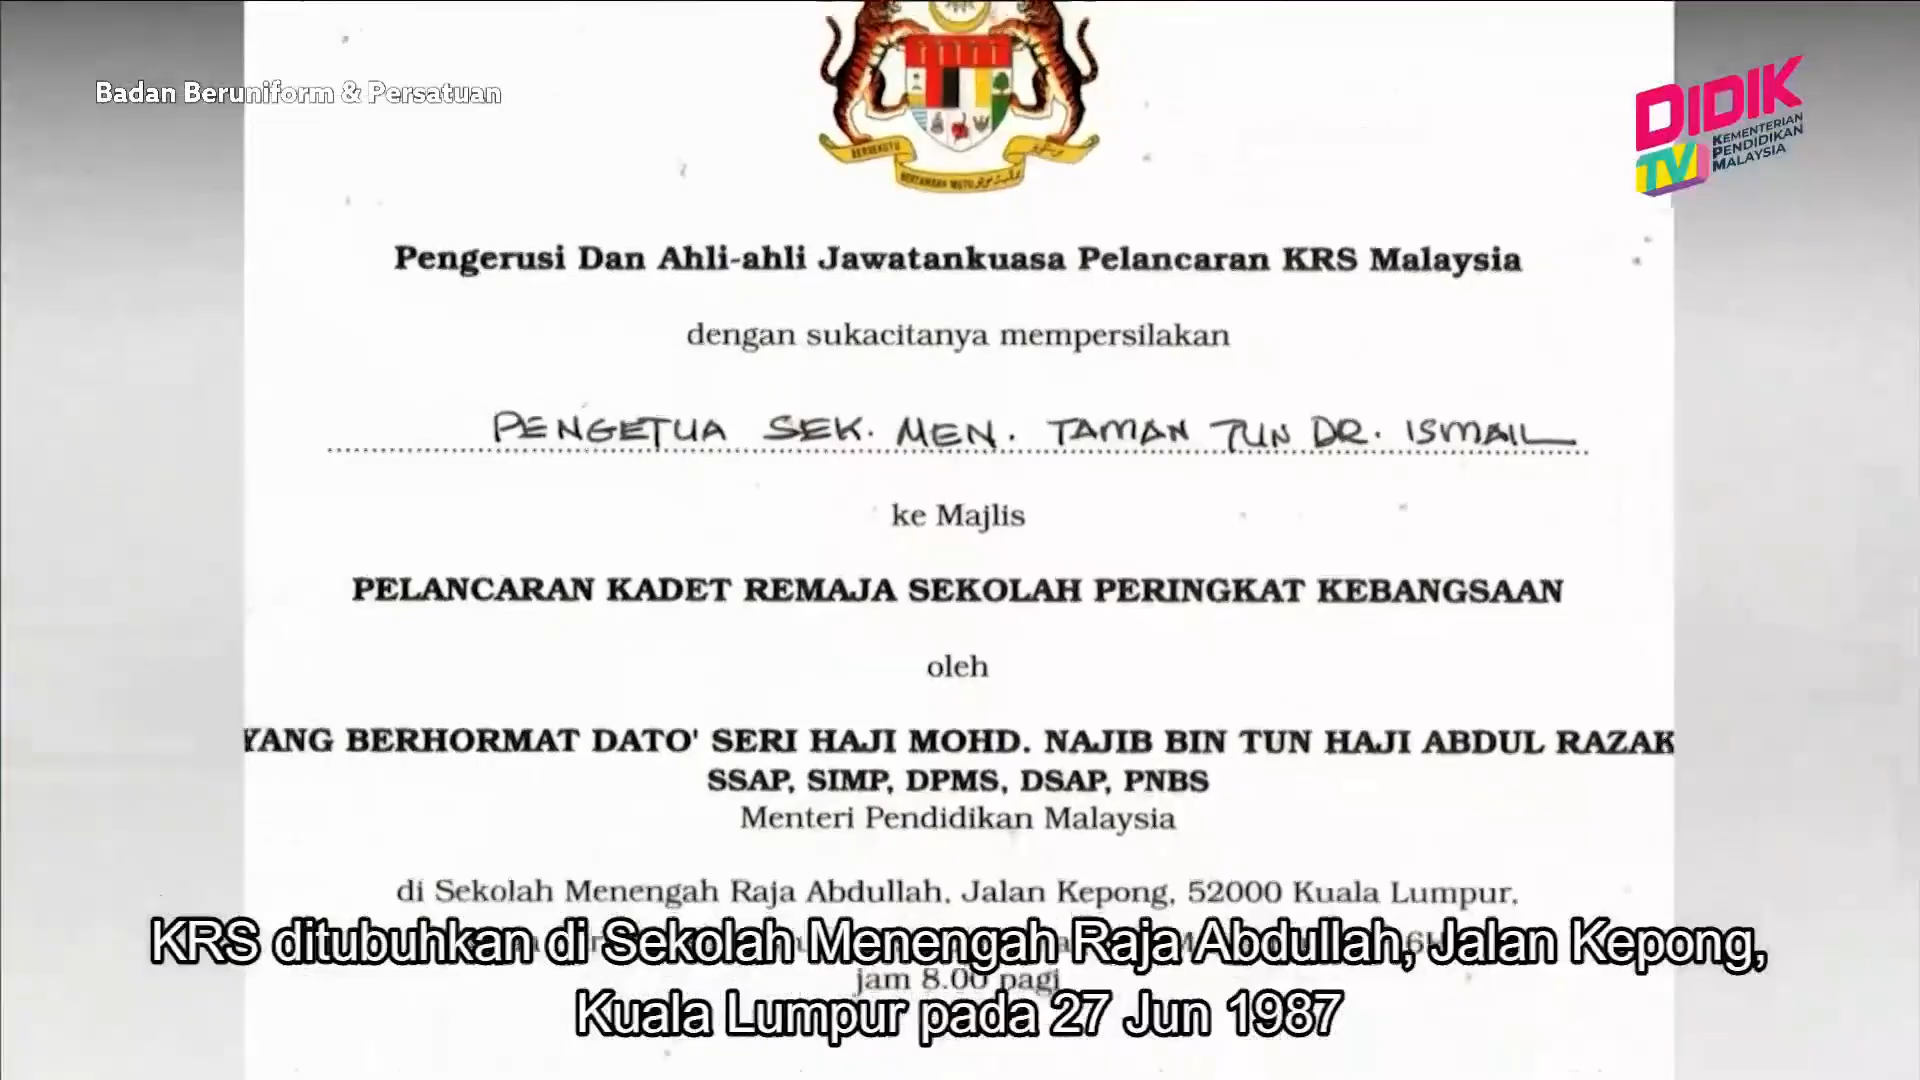 Badan Beruniform & Persatuan
DIDIK
TV
KEMENTERIAN
PENDIDIKAN
MALAYSIA
BERSEKUTU
BERTAMBAH MUTU
Pengerusi Dan Ahli-ahli Jawatankuasa Pelancaran KRS Malaysia
dengan sukacitanya mempersilakan
PENGETUA SEK. MEN. TAMAN TUN DR. ISMAIL
ke Majlis
PELANCARAN KADET REMAJA SEKOLAH PERINGKAT KEBANGSAAN
oleh
YANG BERHORMAT DATO' SERI HAJI MOHD. NAJIB BIN TUN HAJI ABDUL RAZAK
SSAP, SIMP, DPMS, DSAP, PNBS
Menteri Pendidikan Malaysia
di Sekolah Menengah Raja Abdullah, Jalan Kepong, 52000 Kuala Lumpur,
KRS ditubuhkan di Sekolah Menengah Raja Abdullah, Jalan Kepong,
jam 8.00 pagi
Kuala Lumpur pada 27 Jun 1987